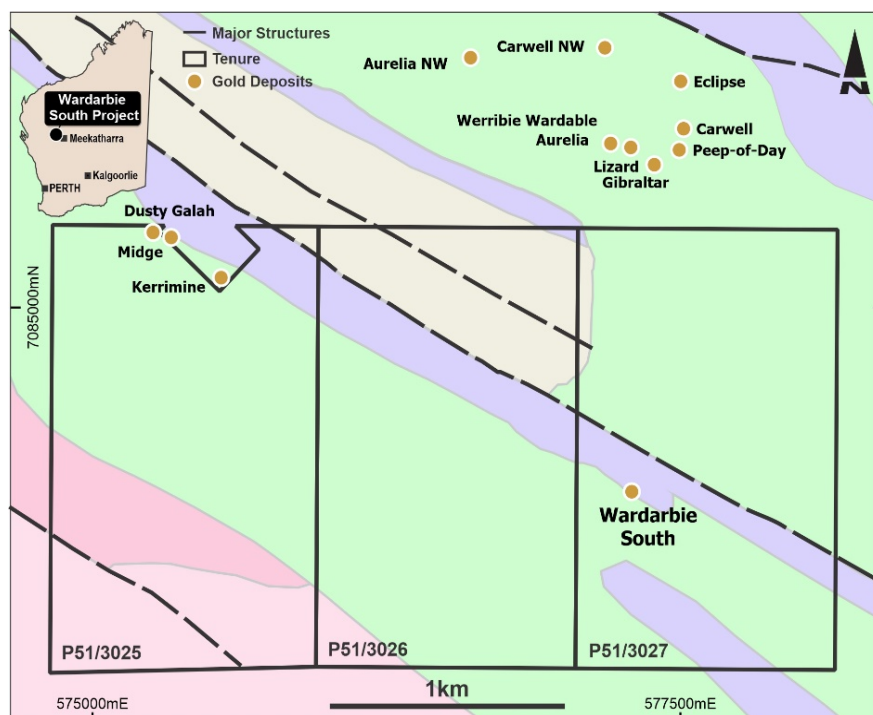 Major Structures
Tenure
Gold Deposits
N
Wardarbie
South Project
Meekatharra
Kalgoorlie
PERTH
Aurelia NW
Carwell NW
Eclipse
Werribie Wardable
Aurelia
Carwell
Peep-of-Day
Lizard
Gibraltar
Dusty Galah
Midge
Kerrimine
7085000mN
Wardarbie
South
P51/3025
P51/3026
P51/3027
575000mE
1km
577500mE